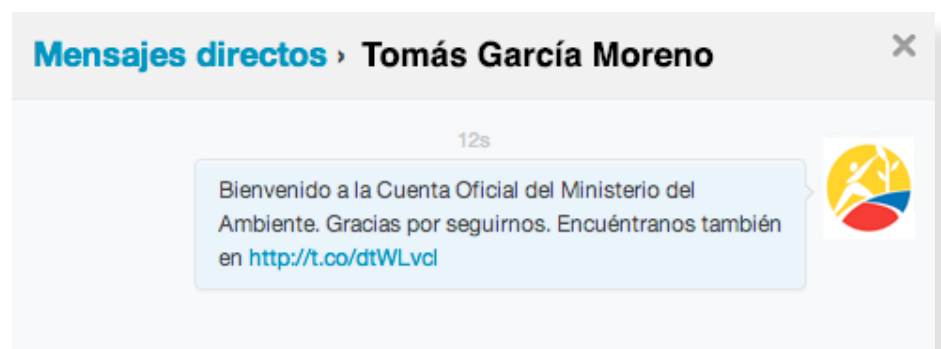 Mensajes directos › Tomás García Moreno
12s
Bienvenido a la Cuenta Oficial del Ministerio del
Ambiente. Gracias por seguirnos. Encuéntranos también
en http://t.co/dtWLvcl